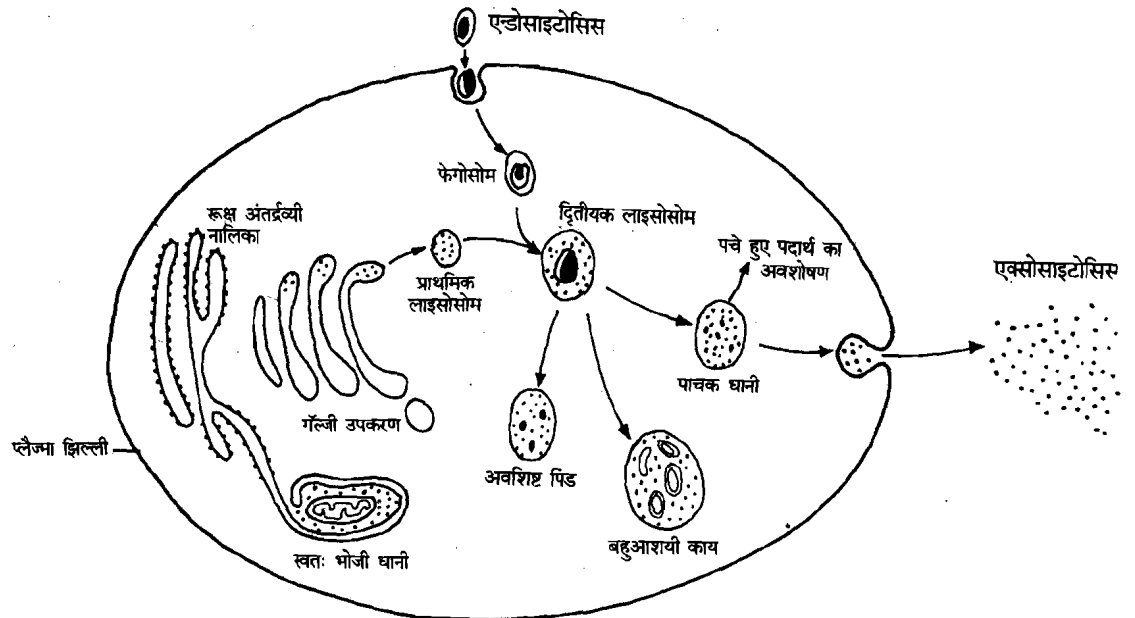 एन्डोसाइटोसिस
फेगोसोम
रूक्ष अंतर्द्रव्यी
नालिका
द्वितीयक लाइसोसोम
पचे हुए पदार्थ का
अवशोषण
एक्सोसाइटोसिस
प्राथमिक
लाइसोसोम
पाचक धानी
गॅल्जी उपकरण
प्लैज्मा झिल्ली
अवशिष्ट पिंड
बहुआशयी काय
स्वतः भोजी धानी